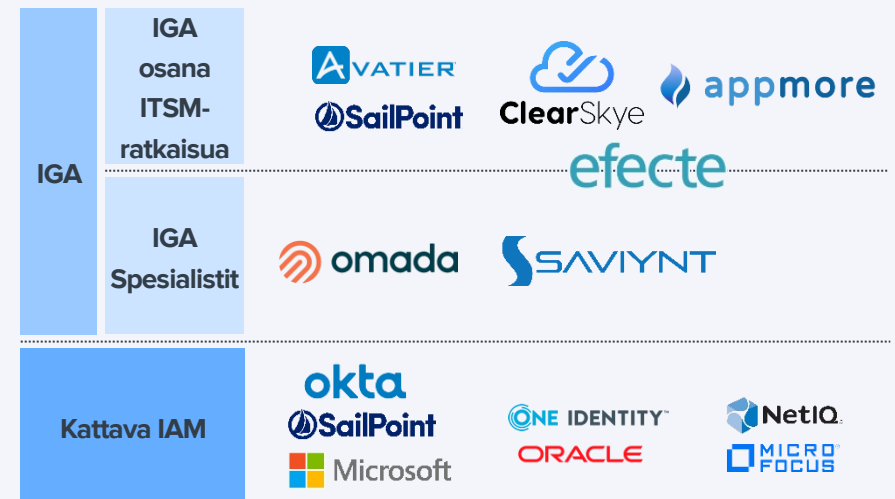 IGA
IGA
osana
ITSM-
ratkaisua
AVATIER
SailPoint
ClearSkye
appmore
efecte
IGA
Spesialistit
omada
SAVIYNT
Kattava IAM
okta
SailPoint
Microsoft
ONE IDENTITY™
ORACLE
NetIQ
MICRO
FOCUS